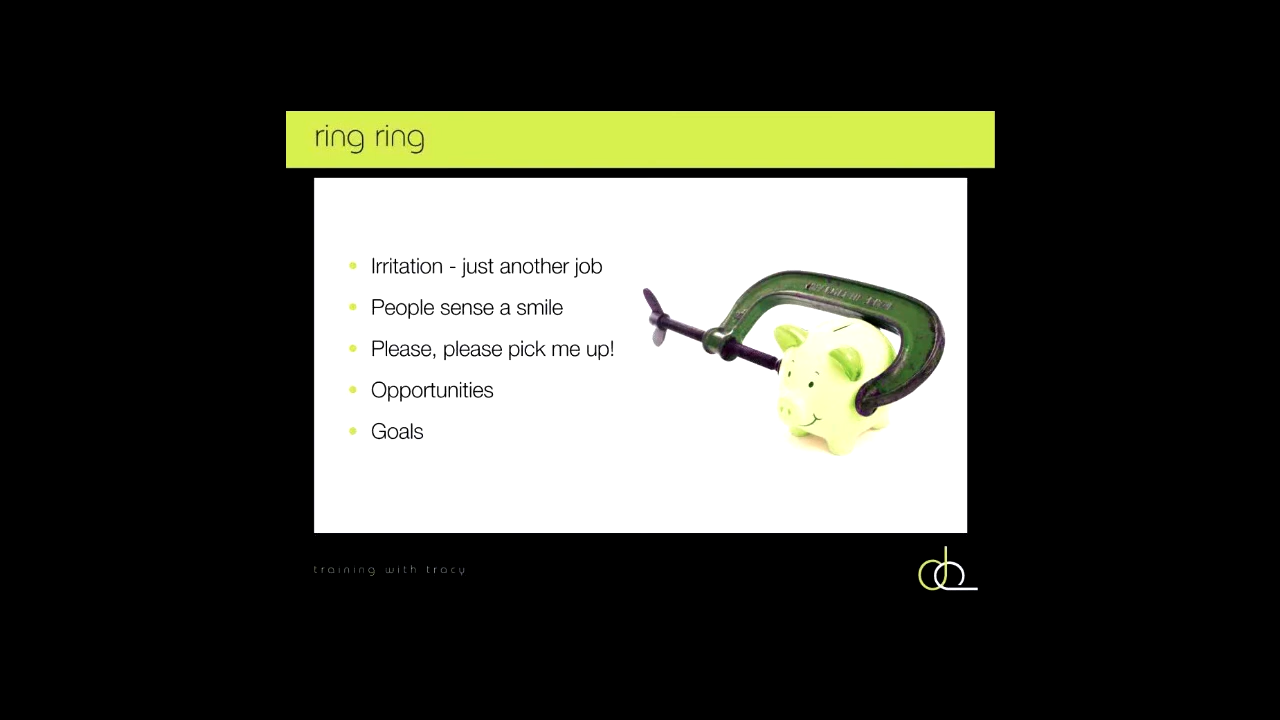 ring ring
Irritation - just another job
People sense a smile
Please, please pick me up!
Opportunities
Goals
training with tracy